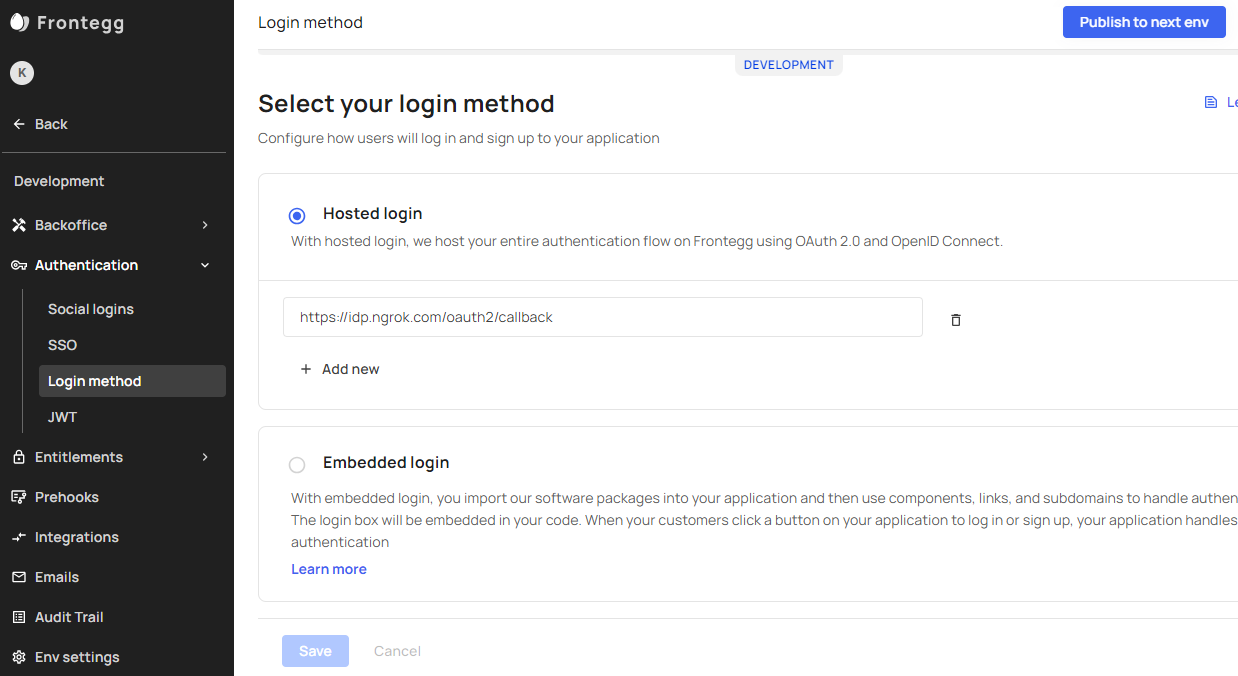 Frontegg
Login method
Publish to next env
K
DEVELOPMENT
Back
Select your login method
Configure how users will log in and sign up to your application
Development
Backoffice
Authentication
Social logins
SSO
Login method
JWT
Entitlements
Prehooks
Integrations
Emails
Audit Trail
Env settings
Hosted login
With hosted login, we host your entire authentication flow on Frontegg using OAuth 2.0 and OpenID Connect.
https://idp.ngrok.com/oauth2/callback
+ Add new
Embedded login
With embedded login, you import our software packages into your application and then use components, links, and subdomains to handle authen
The login box will be embedded in your code. When your customers click a button on your application to log in or sign up, your application handles
authentication
Learn more
Save
Cancel